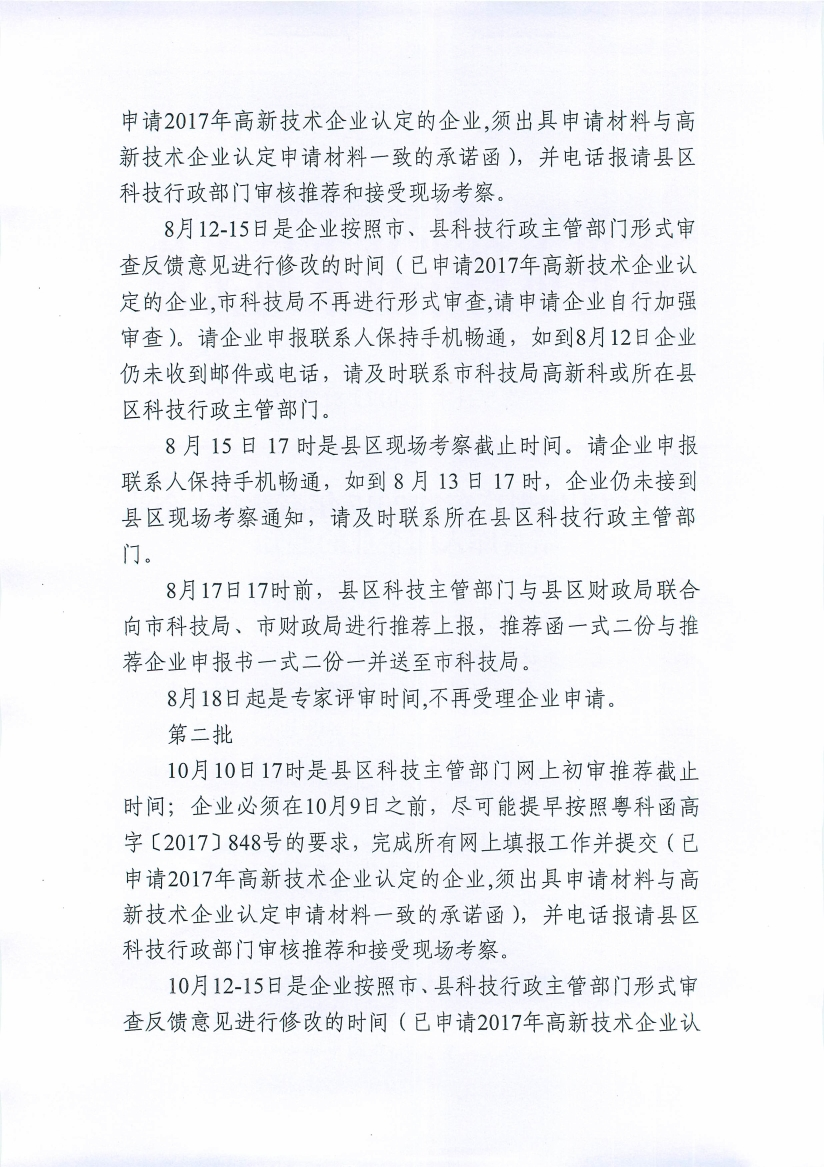 申请2017年高新技术企业认定的企业,须出具申请材料与高
新技术企业认定申请材料一致的承诺函），并电话报请县区
科技行政部门审核推荐和接受现场考察。
8月12-15日是企业按照市、县科技行政主管部门形式审
查反馈意见进行修改的时间（已申请2017年高新技术企业认
定的企业,市科技局不再进行形式审查,请申请企业自行加强
审查）。请企业申报联系人保持手机畅通，如到8月12日企业
仍未收到邮件或电话，请及时联系市科技局高新科或所在县
区科技行政主管部门。
8 月 15 日 17 时是县区现场考察截止时间。请企业申报
联系人保持手机畅通，如到 8 月 13 日 17 时，企业仍未接到
县区现场考察通知，请及时联系所在县区科技行政主管部
门。
8月17日17时前，县区科技主管部门与县区财政局联合
向市科技局、市财政局进行推荐上报，推荐函一式二份与推
荐企业申报书一式二份一并送至市科技局。
8月18日起是专家评审时间,不再受理企业申请。
第二批
10月10日17时是县区科技主管部门网上初审推荐截止
时间；企业必须在10月9日之前，尽可能提早按照粤科函高
字〔2017〕848号的要求，完成所有网上填报工作并提交（已
申请2017年高新技术企业认定的企业,须出具申请材料与高
新技术企业认定申请材料一致的承诺函），并电话报请县区
科技行政部门审核推荐和接受现场考察。
10月12-15日是企业按照市、县科技行政主管部门形式审
查反馈意见进行修改的时间（已申请2017年高新技术企业认